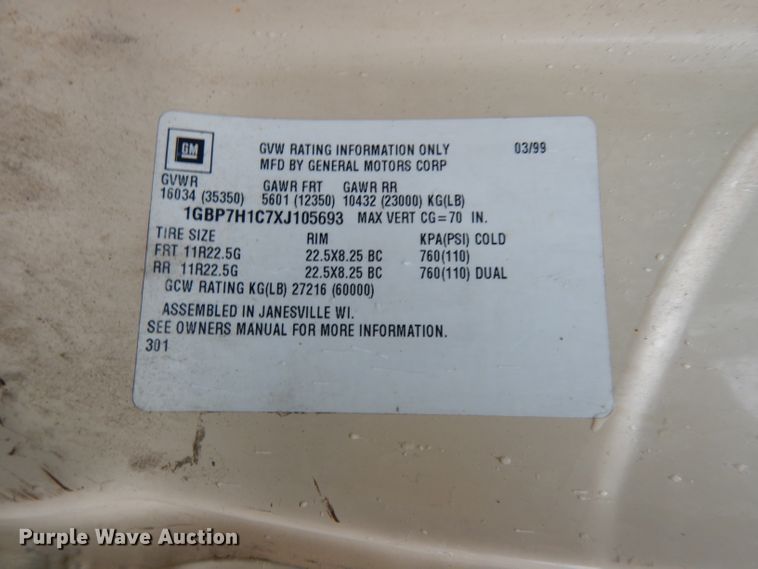 GM
GVW RATING INFORMATION ONLY 03/99
MFD BY GENERAL MOTORS CORP
GVWR GAWR FRT GAWR RR
16034 (35350) 5601 (12350) 10432 (23000) KG(LB)
1GBP7H1C7XJ105693 MAX VERT CG=70 IN.
TIRE SIZE RIM KPA(PSI) COLD
FRT 11R22.5G 22.5X8.25 BC 760(110)
RR 11R22.5G 22.5X8.25 BC 760(110) DUAL
GCW RATING KG(LB) 27216 (60000)
ASSEMBLED IN JANESVILLE WI.
SEE OWNERS MANUAL FOR MORE INFORMATION.
301
Purple Wave Auction Purple Wave Auction